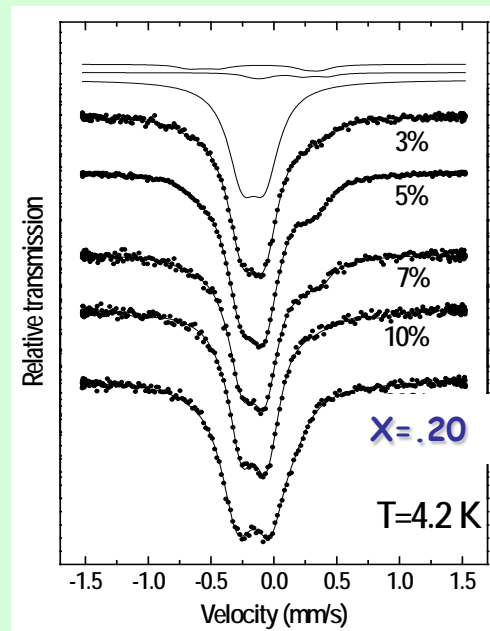 Relative transmission
3%
5%
7%
10%
X=.20
T=4.2 K
-1.5 -1.0 -0.5 0.0 0.5 1.0 1.5
Velocity (mm/s)